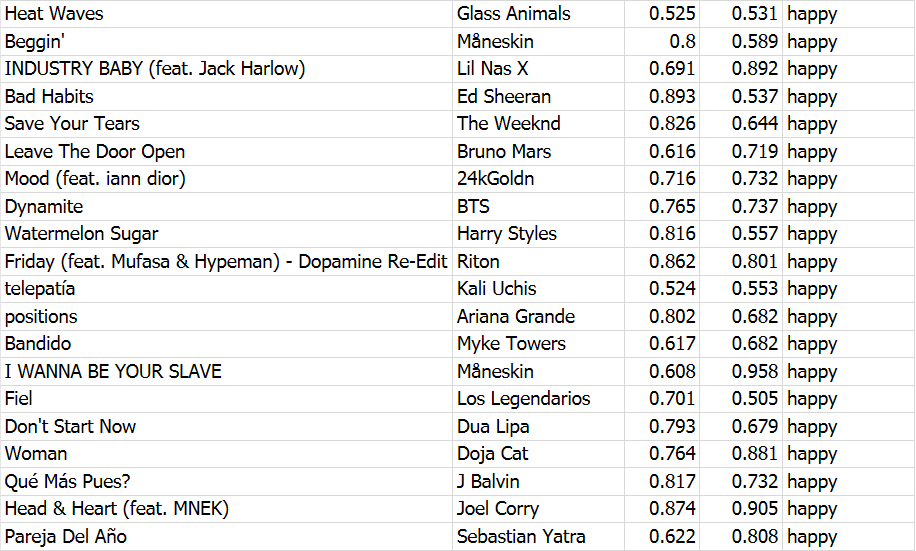 Heat Waves Glass Animals 0.525 0.531 happy
Beggin' Måneskin 0.8 0.589 happy
INDUSTRY BABY (feat. Jack Harlow) Lil Nas X 0.691 0.892 happy
Bad Habits Ed Sheeran 0.893 0.537 happy
Save Your Tears The Weeknd 0.826 0.644 happy
Leave The Door Open Bruno Mars 0.616 0.719 happy
Mood (feat. iann dior) 24kGoldn 0.716 0.732 happy
Dynamite BTS 0.765 0.737 happy
Watermelon Sugar Harry Styles 0.816 0.557 happy
Friday (feat. Mufasa & Hypeman) - Dopamine Re-Edit Riton 0.862 0.801 happy
telepatía Kali Uchis 0.524 0.553 happy
positions Ariana Grande 0.802 0.682 happy
Bandido Myke Towers 0.617 0.682 happy
I WANNA BE YOUR SLAVE Måneskin 0.608 0.958 happy
Fiel Los Legendarios 0.701 0.505 happy
Don't Start Now Dua Lipa 0.793 0.679 happy
Woman Doja Cat 0.764 0.881 happy
Qué Más Pues? J Balvin 0.817 0.732 happy
Head & Heart (feat. MNEK) Joel Corry 0.874 0.905 happy
Pareja Del Año Sebastian Yatra 0.622 0.808 happy